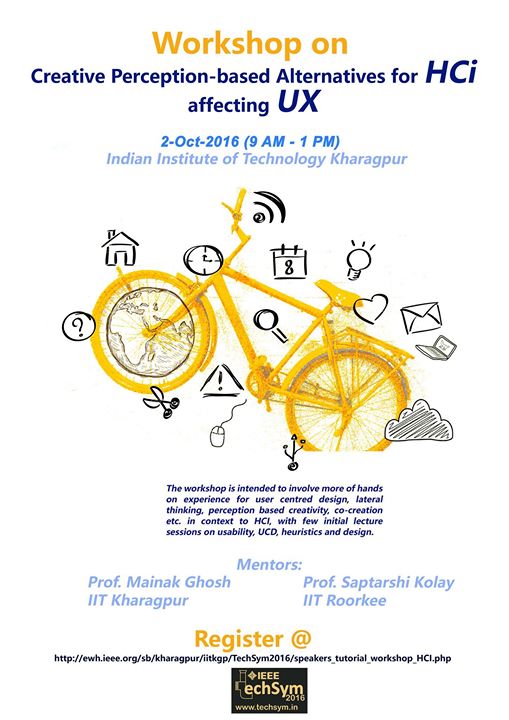 Workshop on
Creative Perception-based Alternatives for HCi
affecting UX
2-Oct-2016 (9 AM - 1 PM)
Indian Institute of Technology Kharagpur
8
?
!
The workshop is intended to involve more of hands
on experience for user centred design, lateral
thinking, perception based creativity, co-creation
etc. in context to HCI, with few initial lecture
sessions on usability, UCD, heuristics and design.
Mentors:
Prof. Mainak Ghosh
IIT Kharagpur
Prof. Saptarshi Kolay
IIT Roorkee
Register @
http://ewh.ieee.org/sb/kharagpur/iitkgp/TechSym2016/speakers_tutorial_workshop_HCI.php
IEEE
TechSym
2016
www.techsym.in